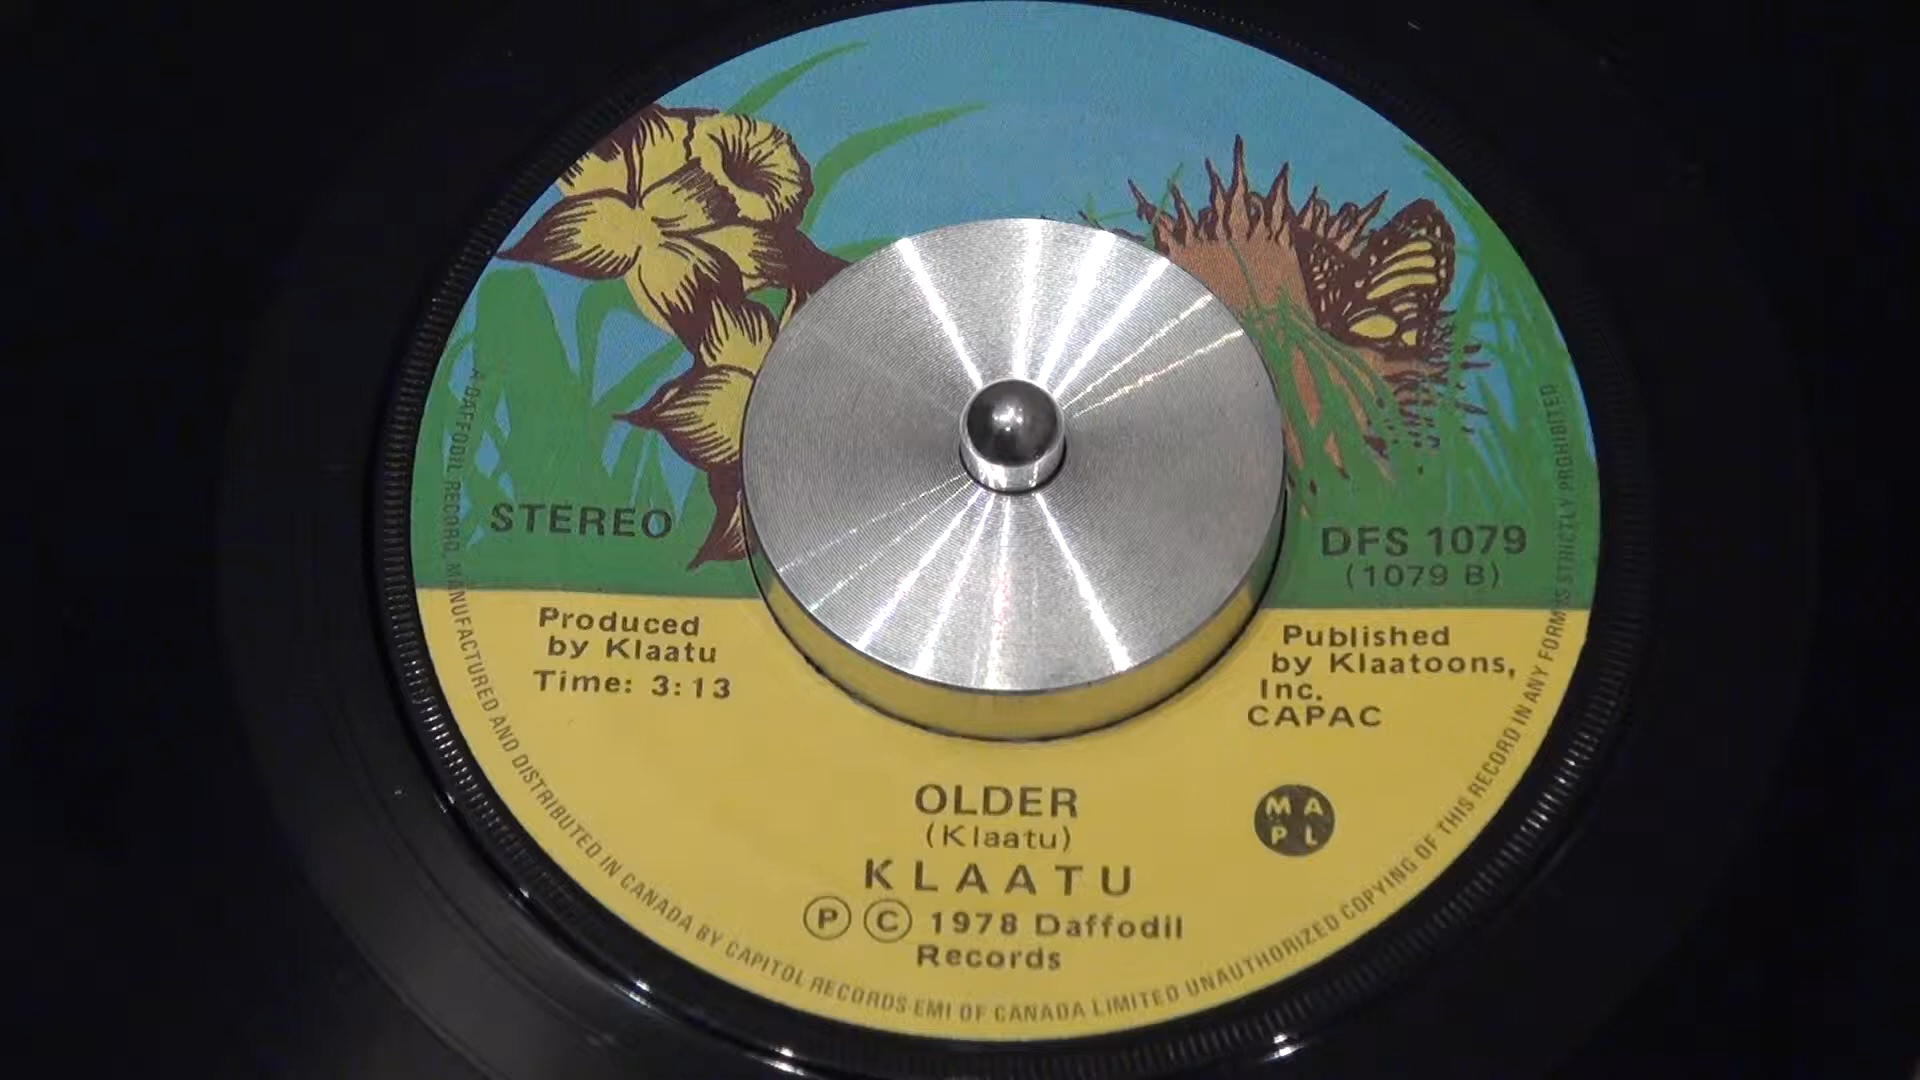 STEREO
DFS 1079
(1079 B)
Produced
by Klaatu
Time: 3:13
Published
by Klaatoons,
Inc.
CAPAC
OLDER
(Klaatu)
KLAATU
Ⓟ Ⓒ 1978 Daffodil
Records
M A
P L
A DAFFODIL RECORD, MANUFACTURED AND DISTRIBUTED IN CANADA BY CAPITOL RECORDS-EMI OF CANADA LIMITED UNAUTHORIZED COPYING OF THIS RECORD IN ANY FORM IS STRICTLY PROHIBITED